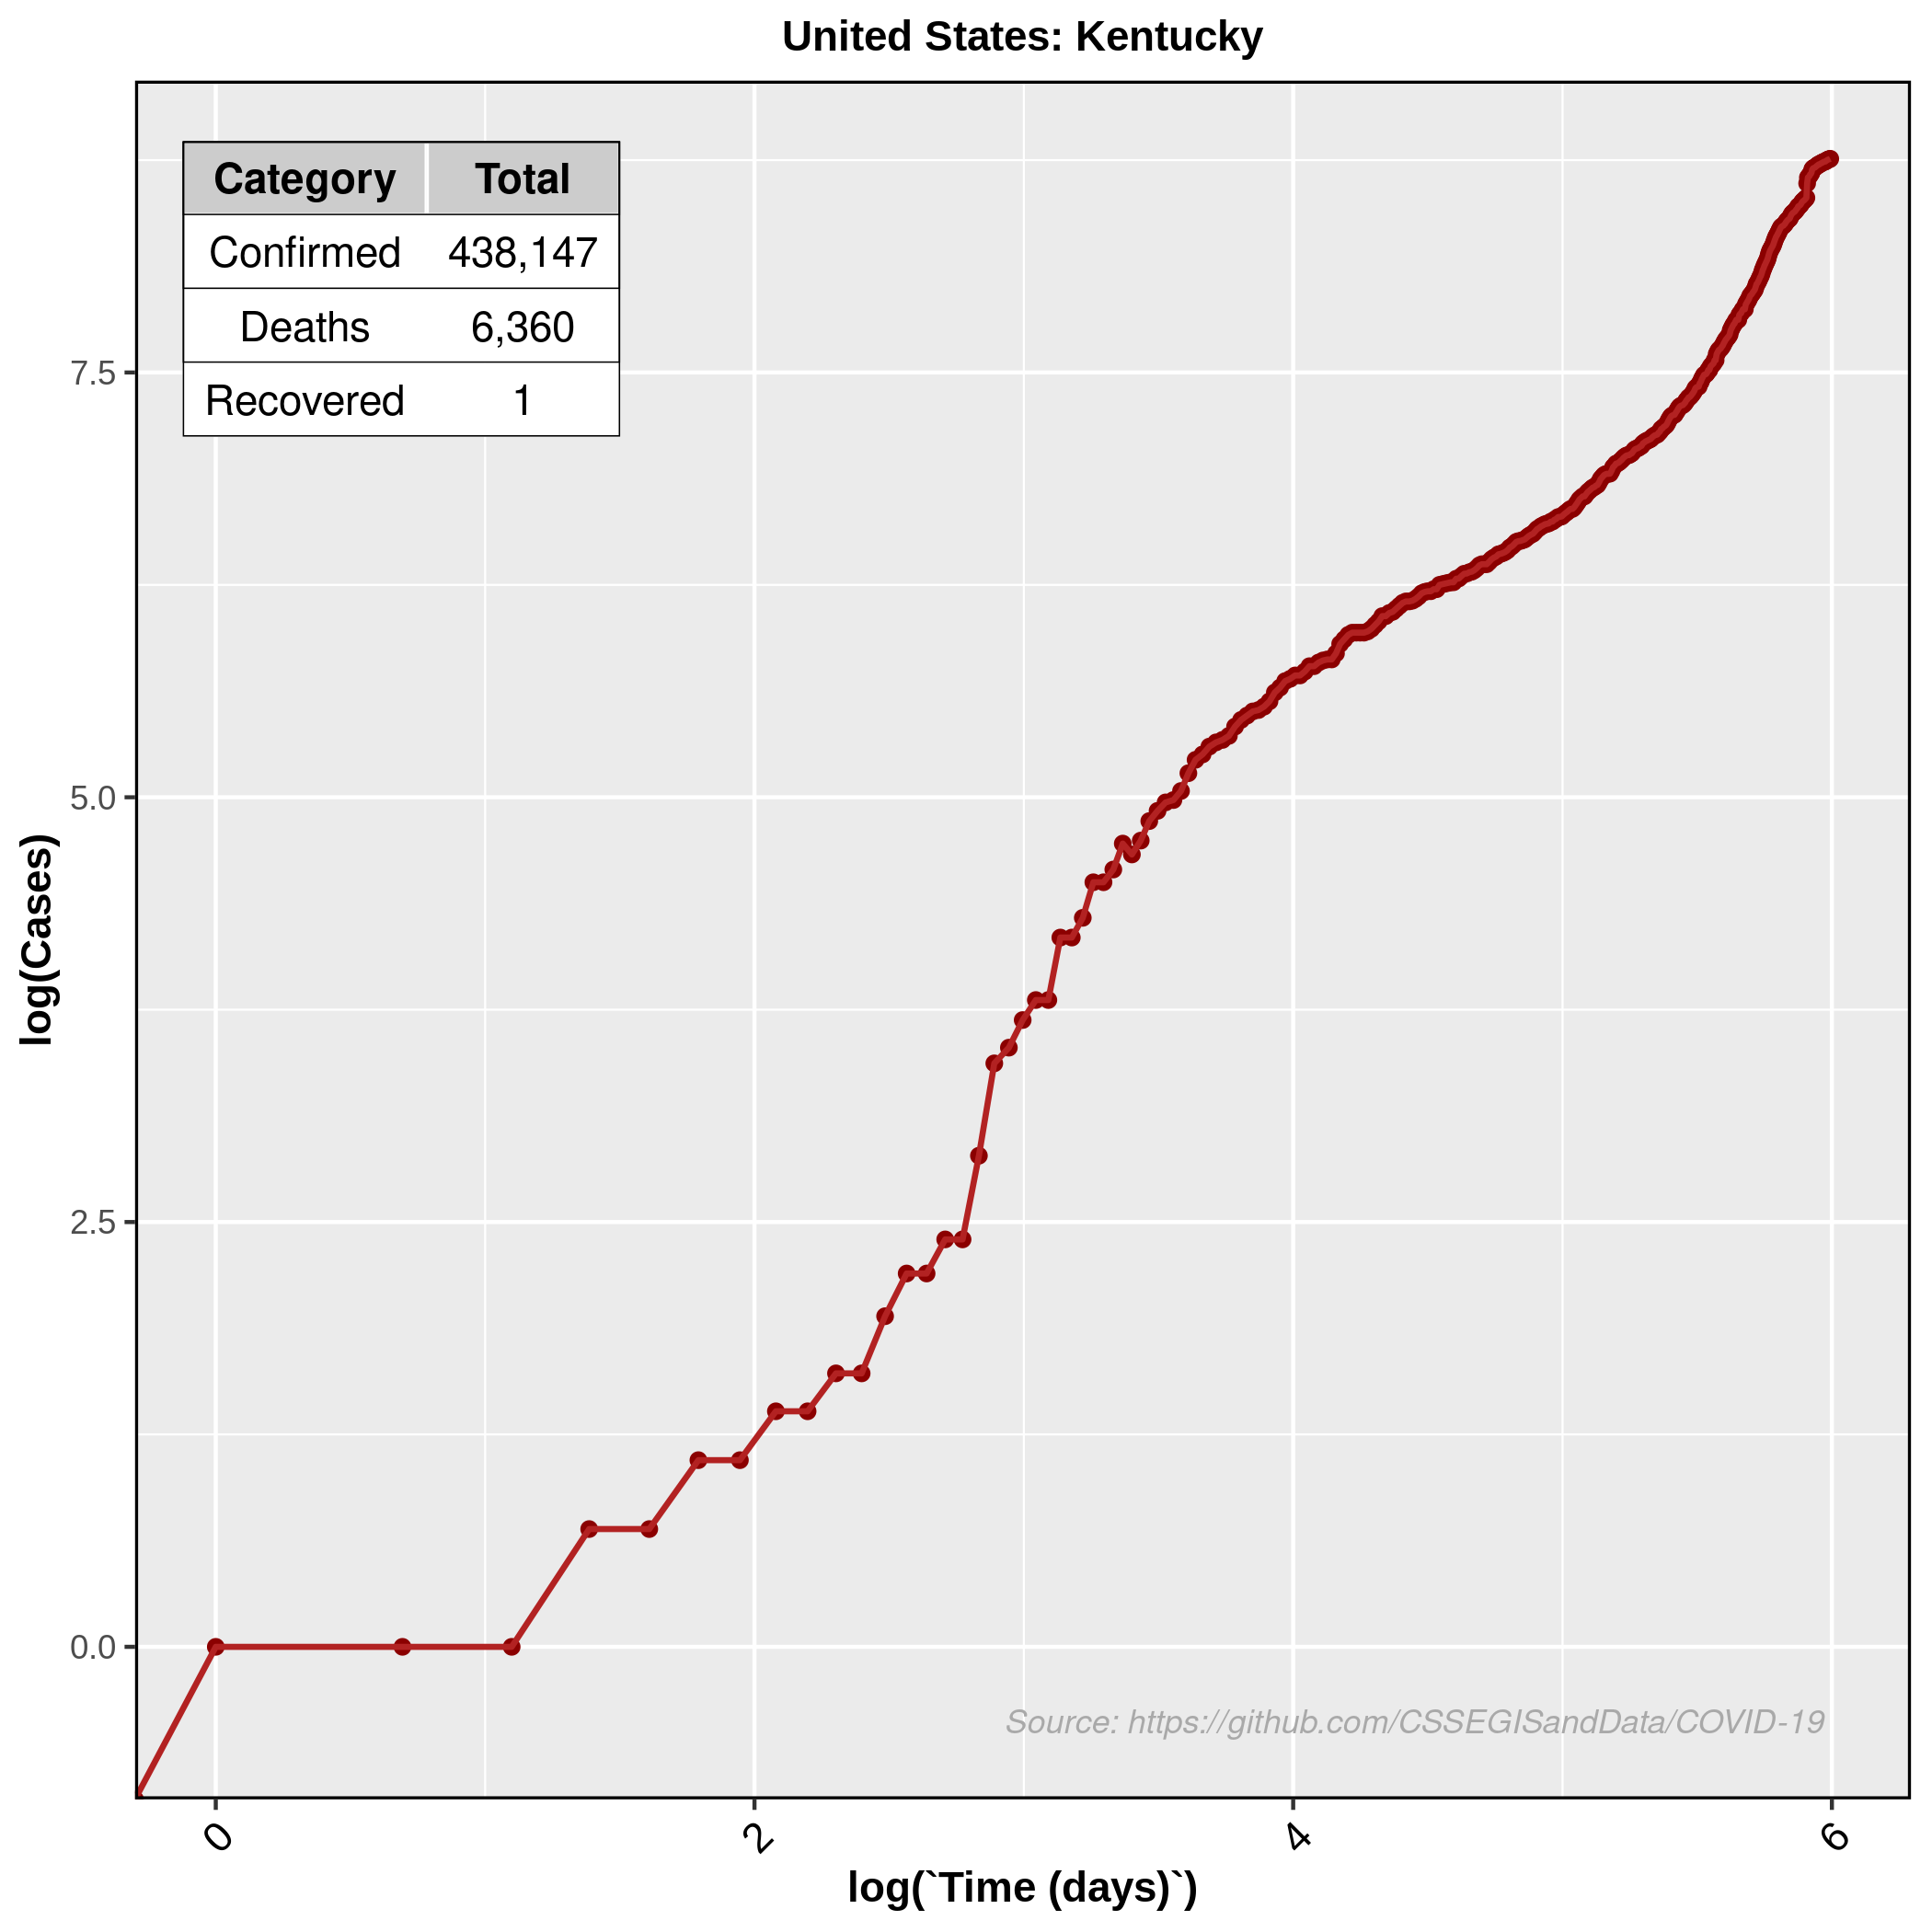 United States: Kentucky
Category Total
Confirmed 438,147
Deaths 6,360
Recovered 1
7.5
5.0
2.5
0.0
log(Cases)
Source: https://github.com/CSSEGISandData/COVID-19
0 2 4 6
log(`Time (days)`)